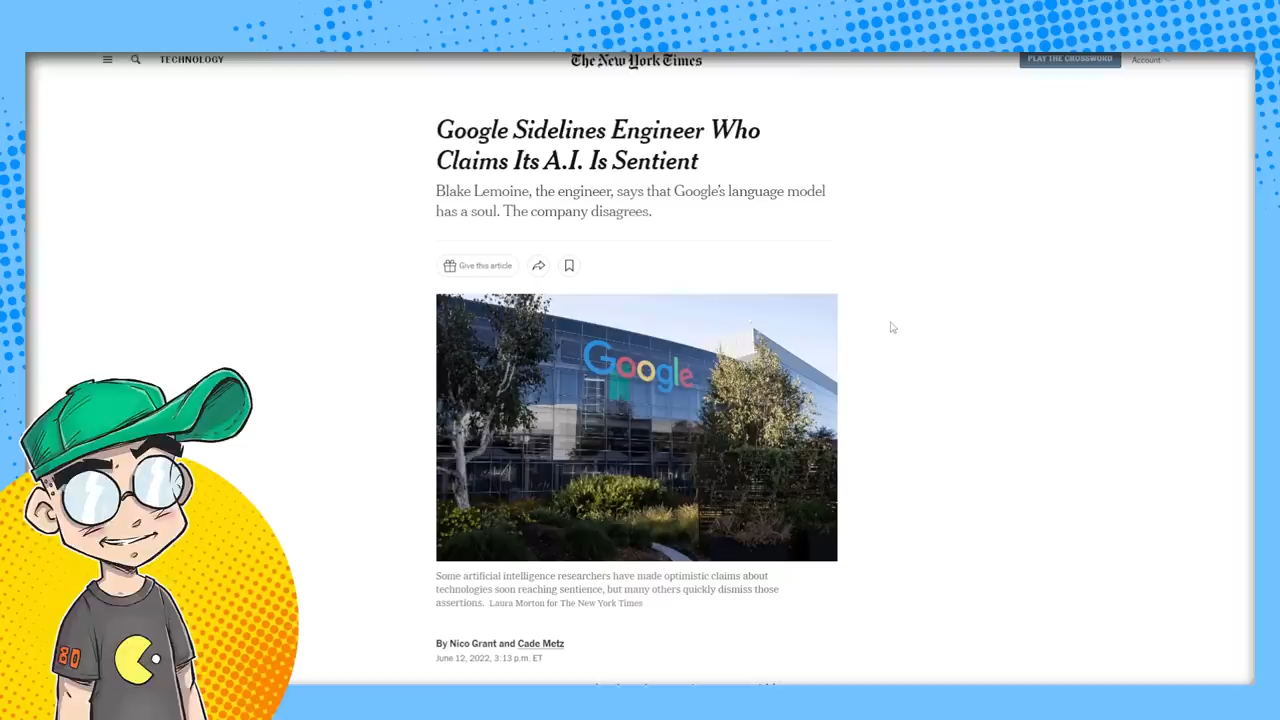 TECHNOLOGY
The New York Times
PLAY THE CROSSWORD
Account
Google Sidelines Engineer Who
Claims Its A.I. Is Sentient
Blake Lemoine, the engineer, says that Google's language model
has a soul. The company disagrees.
Give this article
Google
Some artificial intelligence researchers have made optimistic claims about
technologies soon reaching sentience, but many others quickly dismiss those
assertions. Laura Morton for The New York Times
By Nico Grant and Cade Metz
June 12, 2022, 3:13 p.m. ET
80